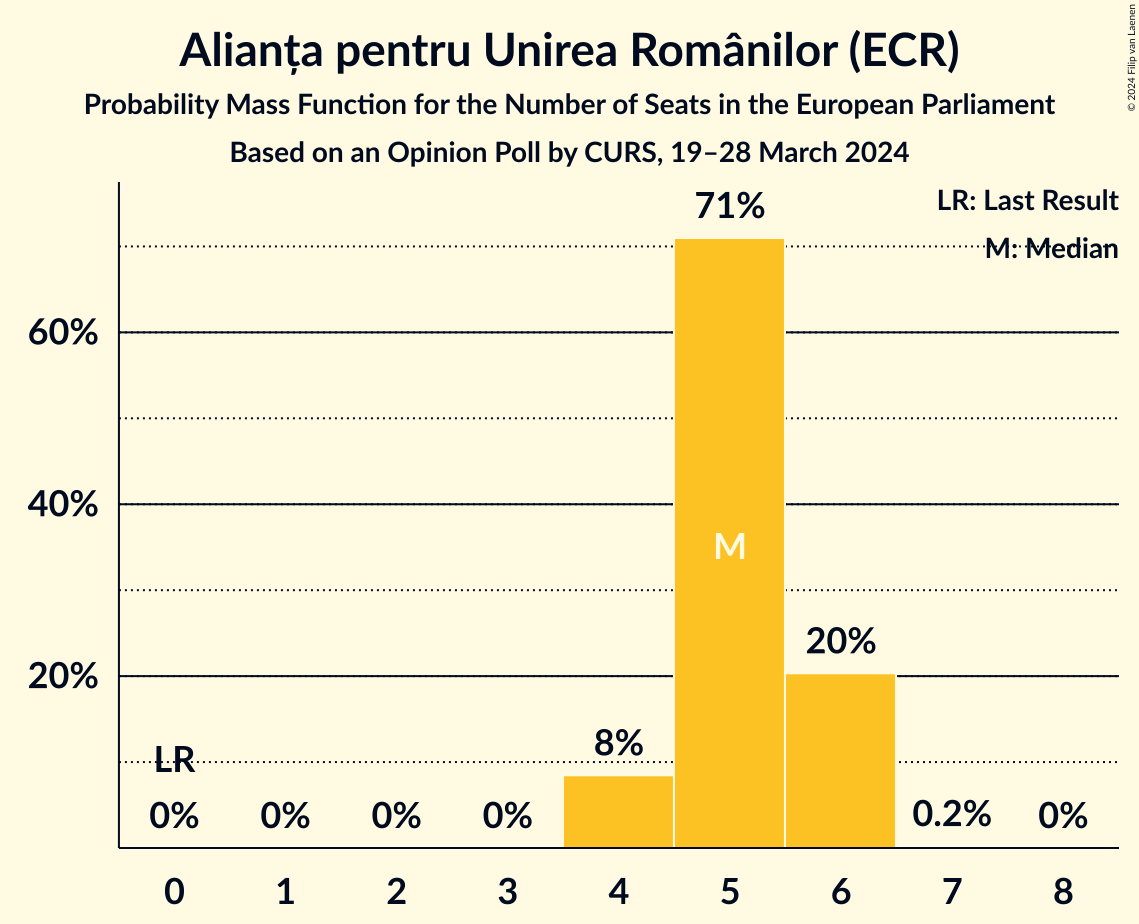 Alianța pentru Unirea Românilor (ECR)
Probability Mass Function for the Number of Seats in the European Parliament
Based on an Opinion Poll by CURS, 19–28 March 2024
© 2024 Filip van Laenen
LR: Last Result
M: Median
71%
60%
40%
M
20%
20%
8%
LR
0%
0%
0%
0%
0.2%
0%
0 1 2 3 4 5 6 7 8